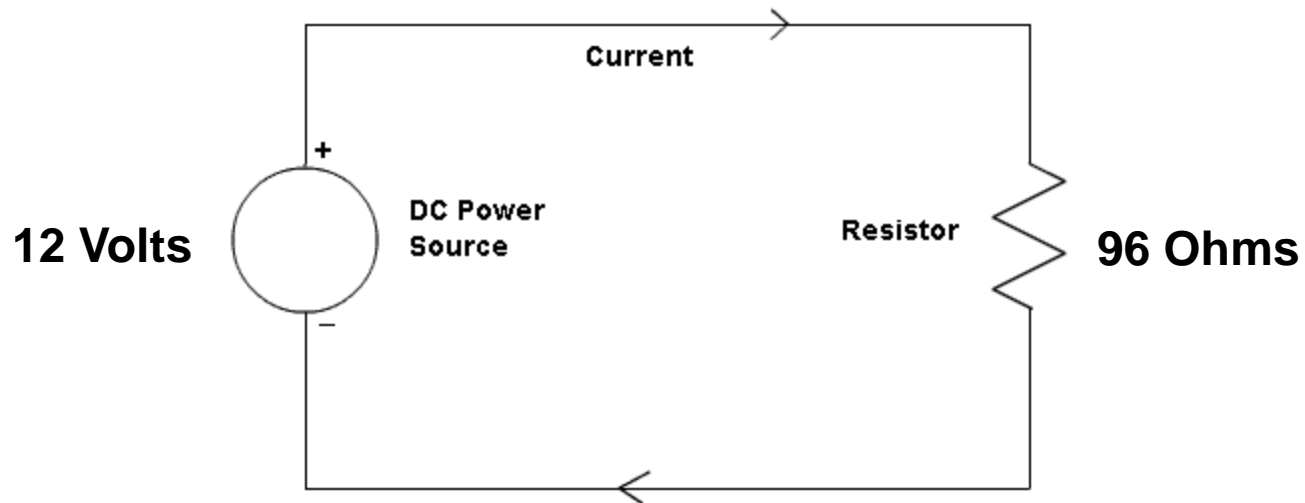 Current
+
DC Power
Source
12 Volts
Resistor
96 Ohms
–